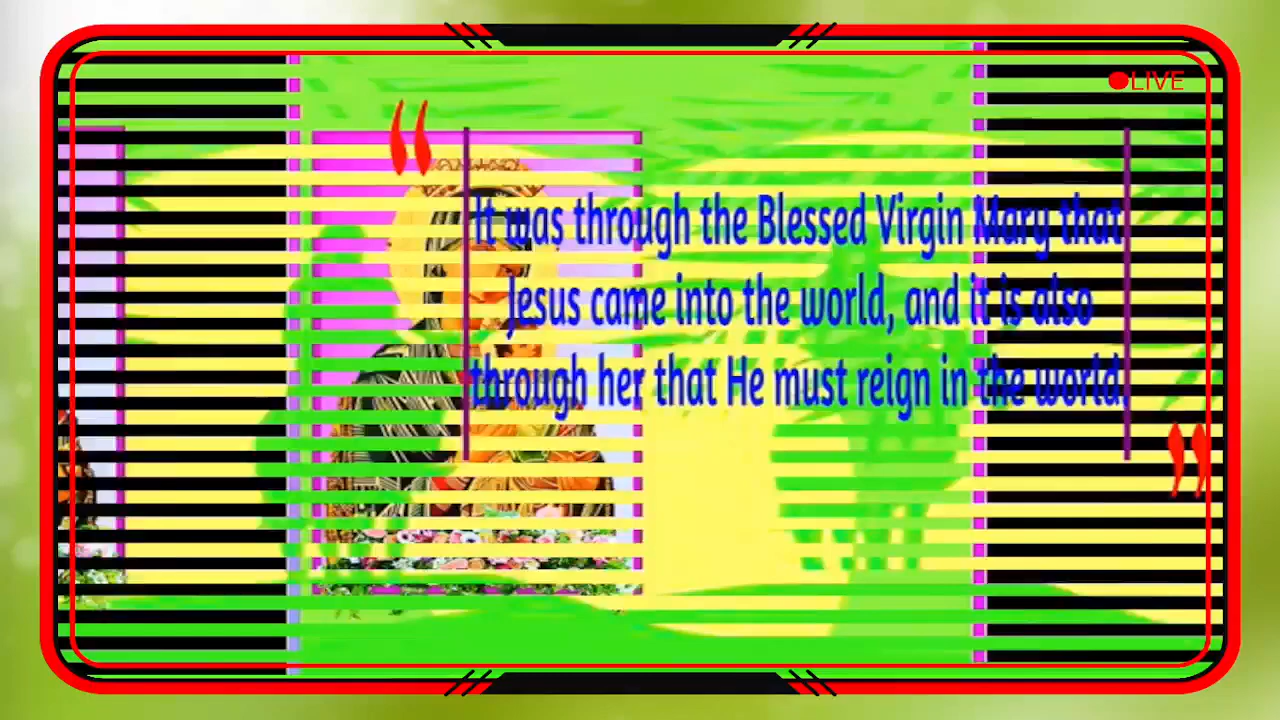 LIVE
“
It was through the Blessed Virgin Mary that
Jesus came into the world, and it is also
through her that He must reign in the world.
”